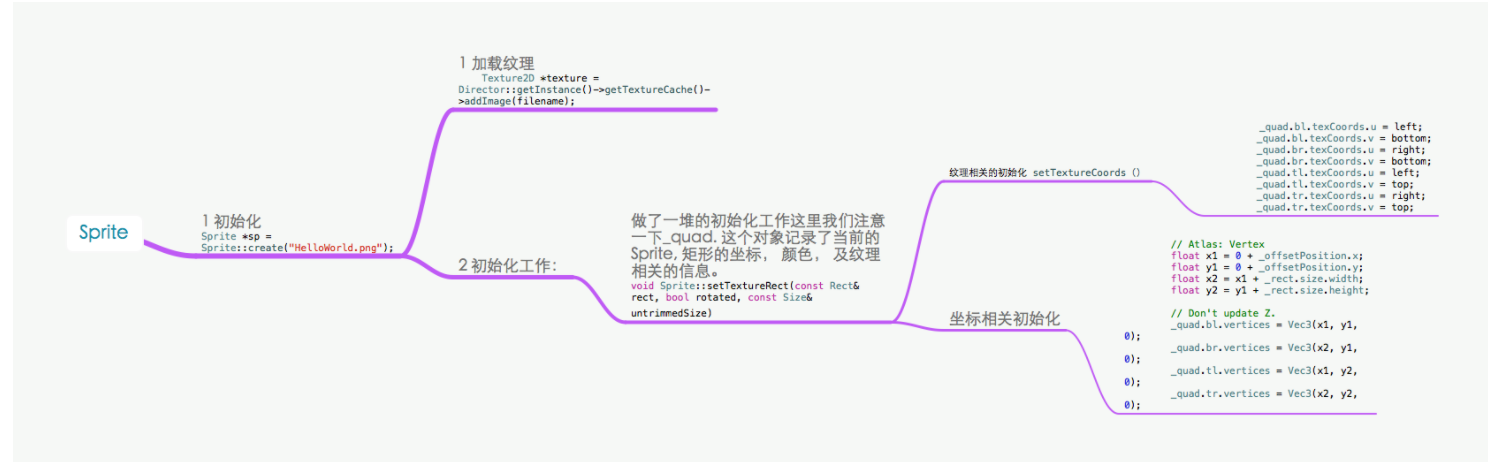 Sprite
1 初始化
Sprite *sp =
Sprite::create("HelloWorld.png");
1 加载纹理
Texture2D *texture =
Director::getInstance()->getTextureCache()-
>addImage(filename);
2 初始化工作：
做了一堆的初始化工作这里我们注意
一下_quad. 这个对象记录了当前的
Sprite, 矩形的坐标， 颜色， 及纹理
相关的信息。
void Sprite::setTextureRect(const Rect&
rect, bool rotated, const Size&
untrimmedSize)
纹理相关的初始化 setTextureCoords（）
_quad.bl.texCoords.u = left;
_quad.bl.texCoords.v = bottom;
_quad.br.texCoords.u = right;
_quad.br.texCoords.v = bottom;
_quad.tl.texCoords.u = left;
_quad.tl.texCoords.v = top;
_quad.tr.texCoords.u = right;
_quad.tr.texCoords.v = top;
坐标相关初始化
// Atlas: Vertex
float x1 = 0 + _offsetPosition.x;
float y1 = 0 + _offsetPosition.y;
float x2 = x1 + _rect.size.width;
float y2 = y1 + _rect.size.height;
// Don't update Z.
_quad.bl.vertices = Vec3(x1, y1,
0);
_quad.br.vertices = Vec3(x2, y1,
0);
_quad.tl.vertices = Vec3(x1, y2,
0);
_quad.tr.vertices = Vec3(x2, y2,
0);